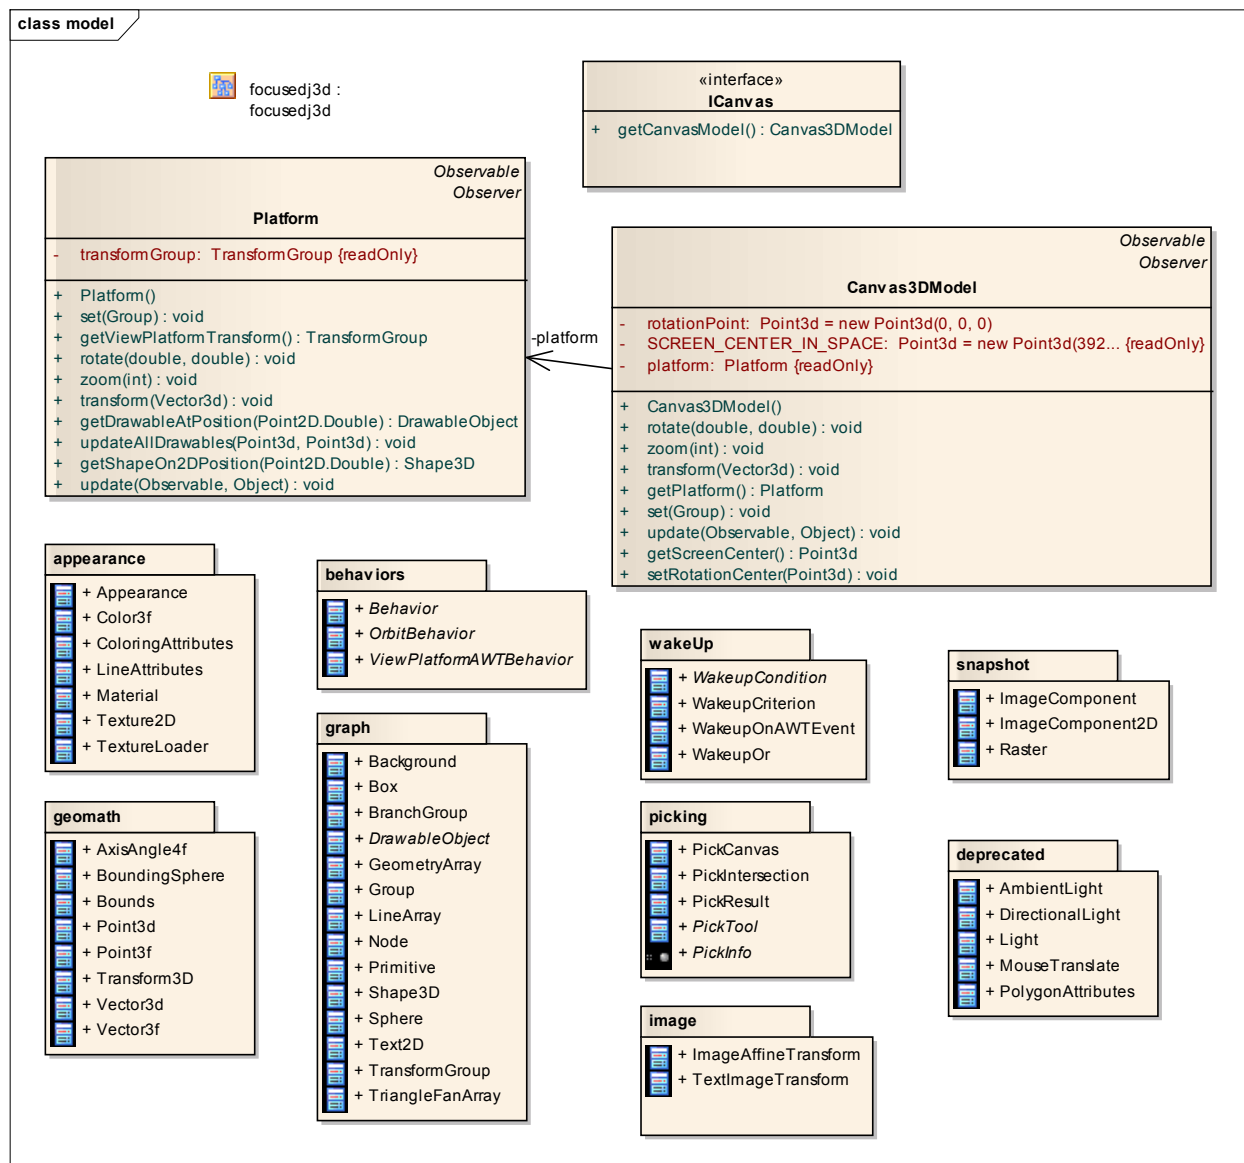 class model
focusedj3d :
focusedj3d
«interface»
ICanvas
+ getCanvasModel() : Canvas3DModel
Observable
Observer
Platform
- transformGroup: TransformGroup {readOnly}
+ Platform()
+ set(Group) : void
+ getViewPlatformTransform() : TransformGroup
+ rotate(double, double) : void
+ zoom(int) : void
+ transform(Vector3d) : void
+ getDrawableAtPosition(Point2D.Double) : DrawableObject
+ updateAllDrawables(Point3d, Point3d) : void
+ getShapeOn2DPosition(Point2D.Double) : Shape3D
+ update(Observable, Object) : void
-platform
Observable
Observer
Canvas3DModel
- rotationPoint: Point3d = new Point3d(0, 0, 0)
- SCREEN_CENTER_IN_SPACE: Point3d = new Point3d(392... {readOnly}
- platform: Platform {readOnly}
+ Canvas3DModel()
+ rotate(double, double) : void
+ zoom(int) : void
+ transform(Vector3d) : void
+ getPlatform() : Platform
+ set(Group) : void
+ update(Observable, Object) : void
+ getScreenCenter() : Point3d
+ setRotationCenter(Point3d) : void
appearance
+ Appearance
+ Color3f
+ ColoringAttributes
+ LineAttributes
+ Material
+ Texture2D
+ TextureLoader
behaviors
+ Behavior
+ OrbitBehavior
+ ViewPlatformAWTBehavior
wakeUp
+ WakeupCondition
+ WakeupCriterion
+ WakeupOnAWTEvent
+ WakeupOr
snapshot
+ ImageComponent
+ ImageComponent2D
+ Raster
geomath
+ AxisAngle4f
+ BoundingSphere
+ Bounds
+ Point3d
+ Point3f
+ Transform3D
+ Vector3d
+ Vector3f
graph
+ Background
+ Box
+ BranchGroup
+ DrawableObject
+ GeometryArray
+ Group
+ LineArray
+ Node
+ Primitive
+ Shape3D
+ Sphere
+ Text2D
+ TransformGroup
+ TriangleFanArray
picking
+ PickCanvas
+ PickIntersection
+ PickResult
+ PickTool
+ PickInfo
deprecated
+ AmbientLight
+ DirectionalLight
+ Light
+ MouseTranslate
+ PolygonAttributes
image
+ ImageAffineTransform
+ TextImageTransform